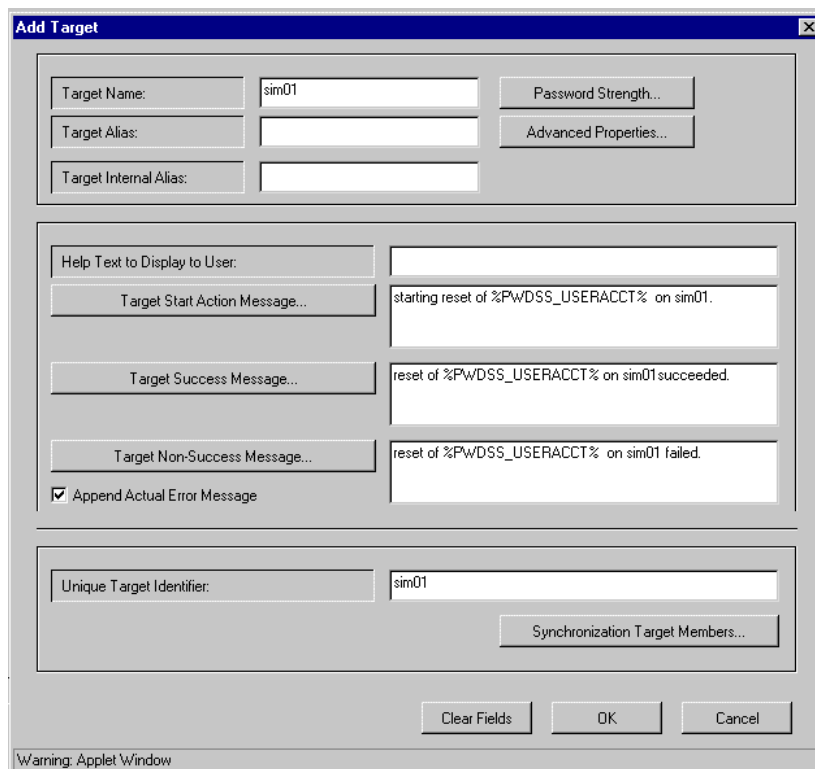 Add Target
Target Name:
sim01
Password Strength...
Target Alias:
Advanced Properties...
Target Internal Alias:
Help Text to Display to User:
Target Start Action Message...
starting reset of %PWDSS_USERACCT%  on sim01.
Target Success Message...
reset of %PWDSS_USERACCT% on sim01succeeded.
Target Non-Success Message...
reset of %PWDSS_USERACCT%  on sim01 failed.
Append Actual Error Message
Unique Target Identifier:
sim01
Synchronization Target Members...
Clear Fields
OK
Cancel
Warning: Applet Window